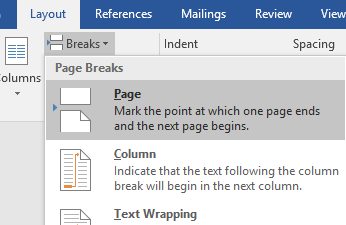 Layout References Mailings Review View
Breaks Indent Spacing
Columns
Page Breaks
Page
Mark the point at which one page ends
and the next page begins.
Column
Indicate that the text following the column
break will begin in the next column.
Text Wrapping